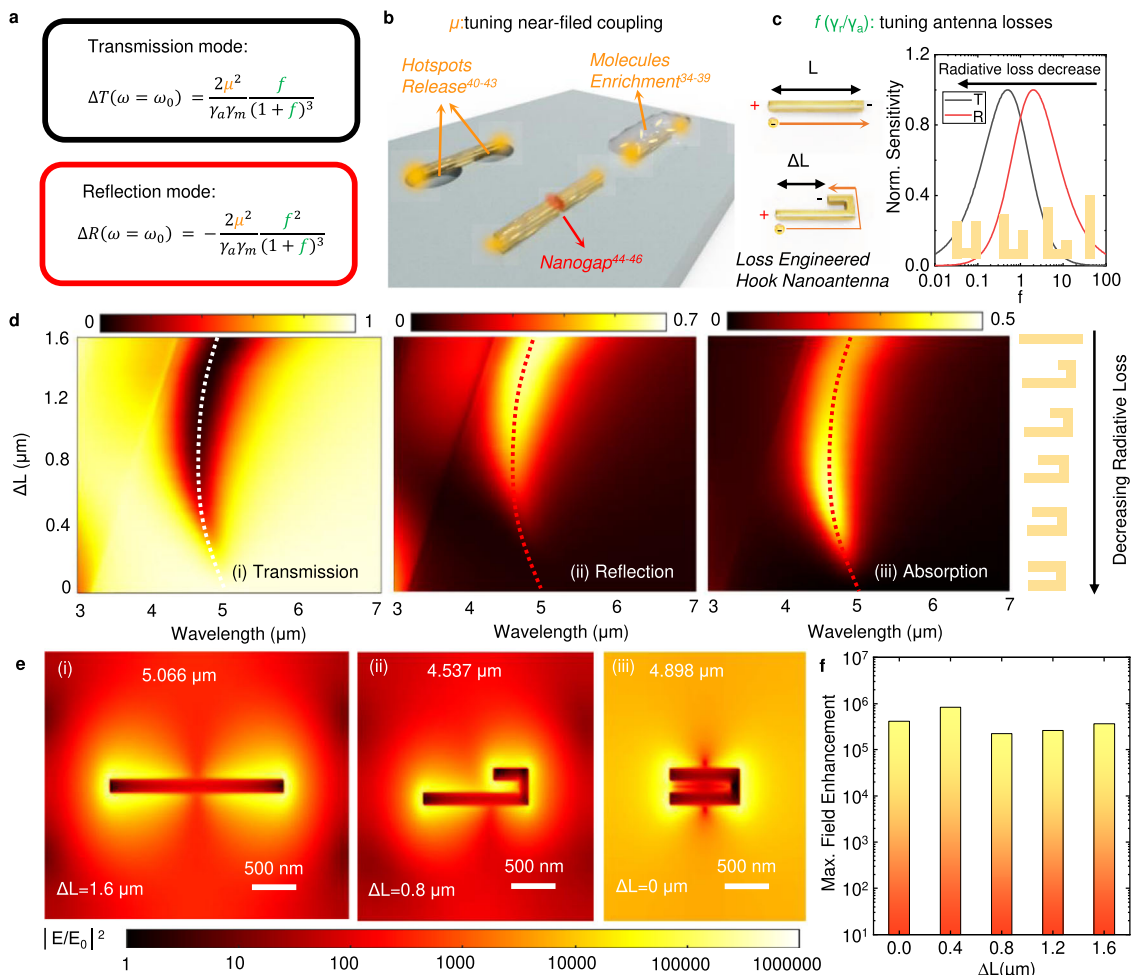 a
Transmission mode:
ΔT(ω = ω₀) = 2μ²/(γₐγₘ) f/(1 + f)³
Reflection mode:
ΔR(ω = ω₀) = − 2μ²/(γₐγₘ) f²/(1 + f)³
b
μ:tuning near-filed coupling
Hotspots
Release40-43
Molecules
Enrichment34-39
Nanogap44-46
c
f (γᵣ/γₐ): tuning antenna losses
L
+
-
-
ΔL
-
+
-
Loss Engineered
Hook Nanoantenna
Norm. Sensitivity
1.2
0.8
0.4
0.0
Radiative loss decrease
T
R
0.01 0.1 1 10 100
f
d
0 1
0 0.7
0 0.5
ΔL (μm)
1.6
1.2
0.8
0.4
0
(i) Transmission
(ii) Reflection
(iii) Absorption
3 4 5 6 7
3 4 5 6 7
3 4 5 6 7
Wavelength (μm)
Wavelength (μm)
Wavelength (μm)
Decreasing Radiative Loss
e
(i)
5.066 μm
500 nm
ΔL=1.6 μm
(ii)
4.537 μm
500 nm
ΔL=0.8 μm
(iii)
4.898 μm
500 nm
ΔL=0 μm
|E/E₀|²
1 10 100 1000 10000 100000 1000000
f
Max. Field Enhancement
10⁷
10⁶
10⁵
10⁴
10³
10²
10¹
0.0 0.4 0.8 1.2 1.6
ΔL(μm)